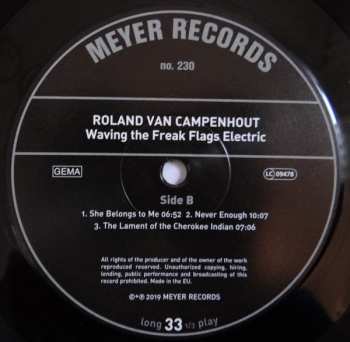 MEYER RECORDS
no. 230
ROLAND VAN CAMPENHOUT
Waving the Freak Flags Electric
GEMA
LC 09478
Side B
1. She Belongs to Me 06:52 2. Never Enough 10:07
3. The Lament of the Cherokee Indian 07:06
All rights of the producer and of the owner of the work
reproduced reserved. Unauthorized copying, hiring,
lending, public performance and broadcasting of this
record prohibited. Made in the EU.
©+℗ 2019 MEYER RECORDS
long 33 1/3 play